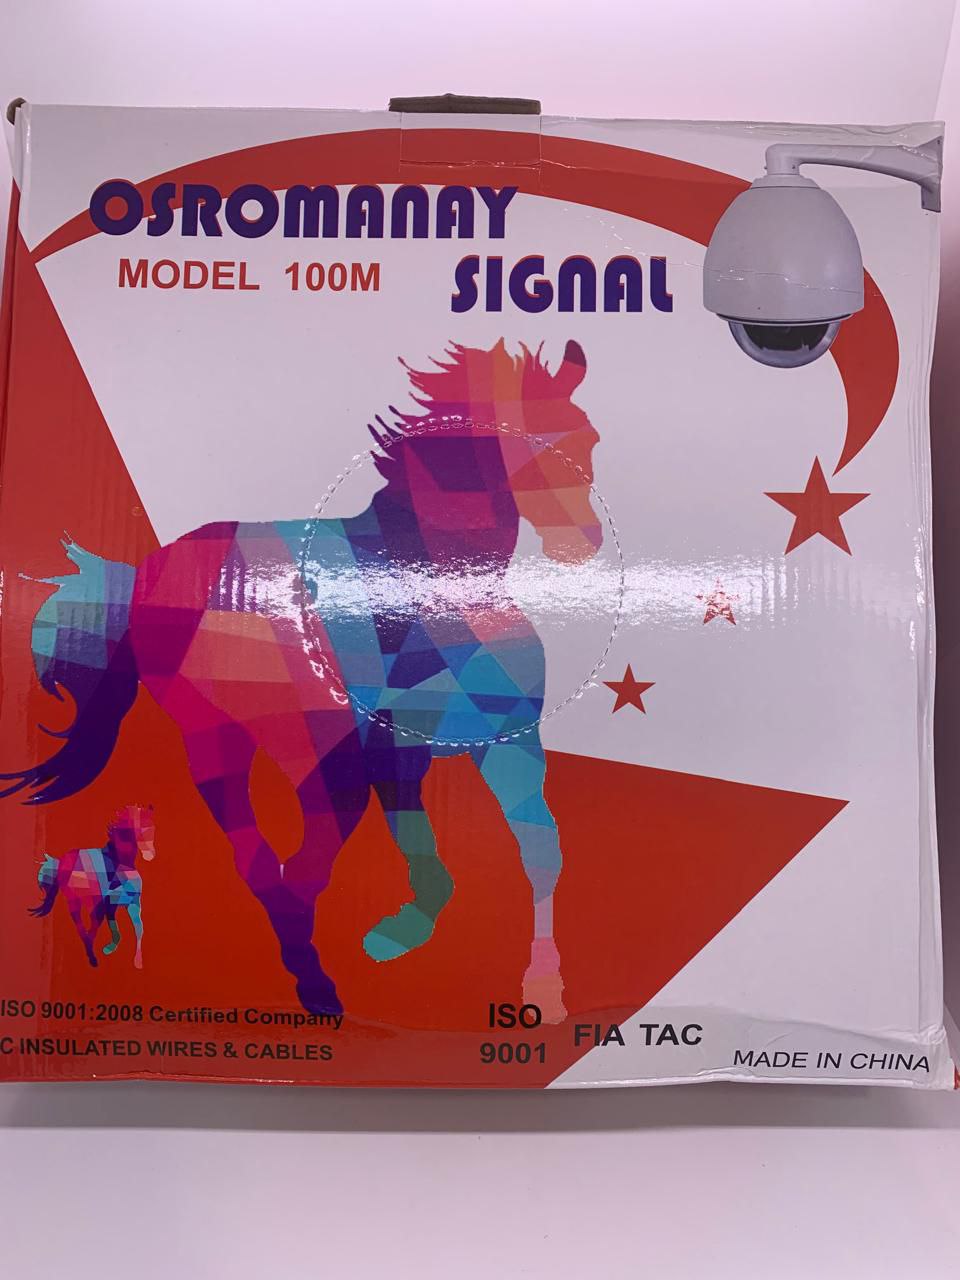 OSROMANAY
MODEL 100M
SIGNAL
ISO 9001:2008 Certified Company
C INSULATED WIRES & CABLES
ISO
9001
FIA TAC
MADE IN CHINA